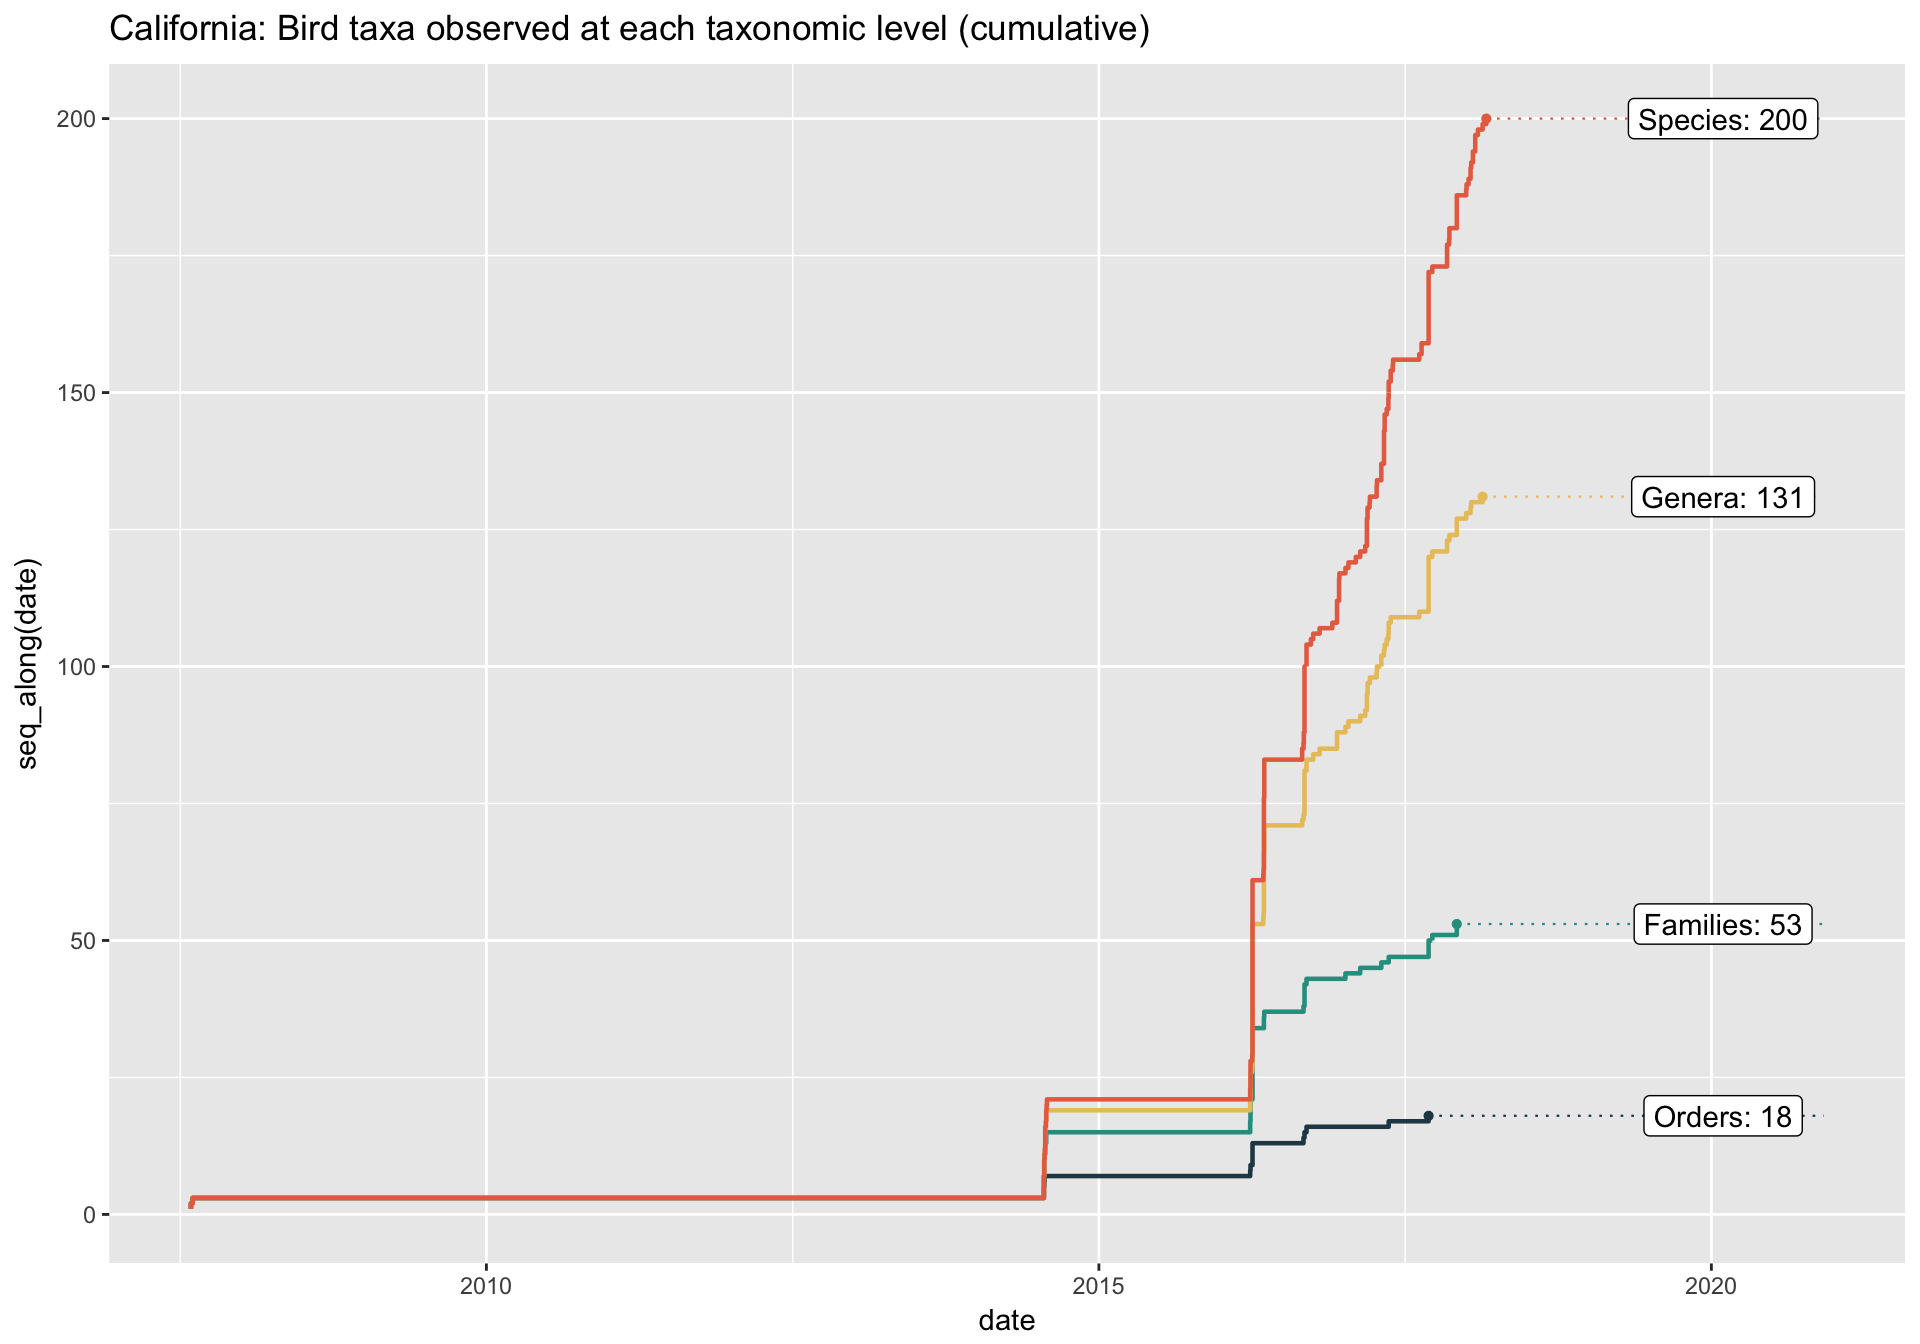 California: Bird taxa observed at each taxonomic level (cumulative)
200
150
100
50
0
seq_along(date)
Species: 200
Genera: 131
Families: 53
Orders: 18
2010
2015
2020
date